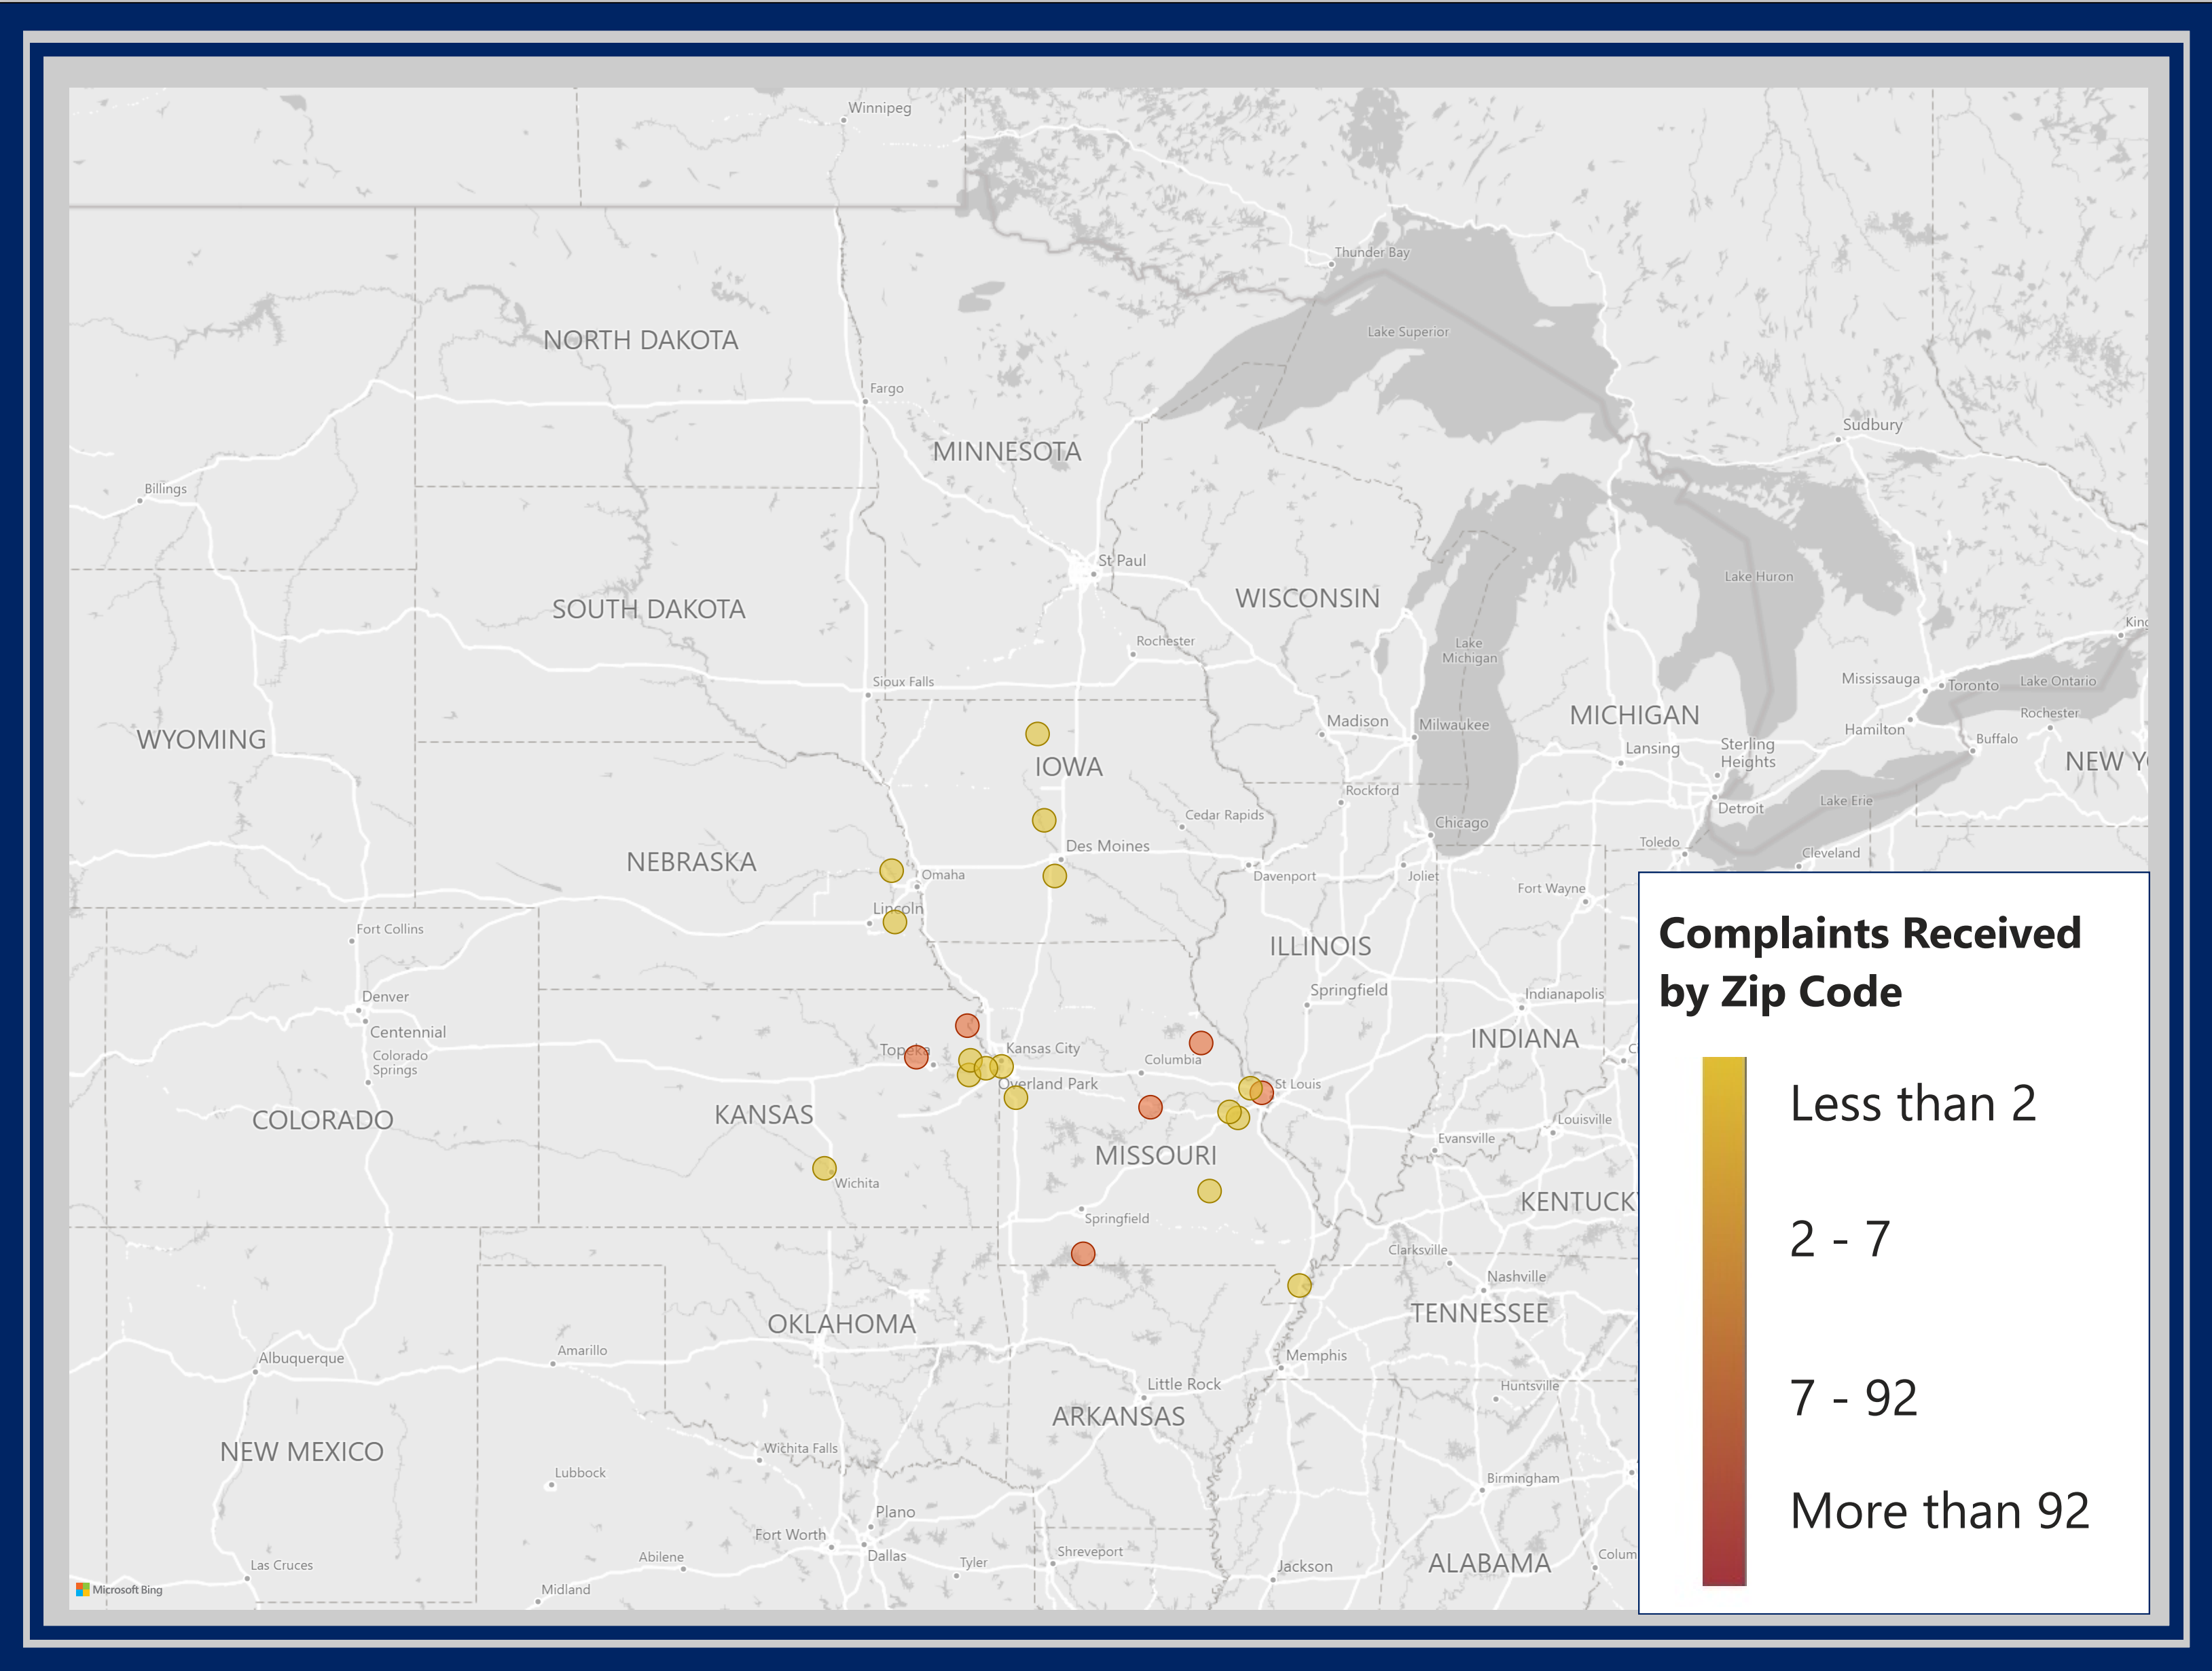 Winnipeg
Thunder Bay
Lake Superior
NORTH DAKOTA
Fargo
Sudbury
MINNESOTA
Billings
St Paul
Lake Huron
WISCONSIN
SOUTH DAKOTA
Rochester
Lake
Michigan
Sioux Falls
Mississauga
Toronto
Lake Ontario
Madison
Milwaukee
MICHIGAN
Hamilton
Rochester
WYOMING
Lansing
Sterling
Heights
Buffalo
NEW Y
IOWA
Rockford
Detroit
Lake Erie
Cedar Rapids
Chicago
Toledo
Cleveland
Des Moines
NEBRASKA
Omaha
Davenport
Joliet
Fort Wayne
Lincoln
Fort Collins
ILLINOIS
Denver
Springfield
Indianapolis
Centennial
Colorado
Springs
Topeka
Kansas City
Columbia
INDIANA
Overland Park
St Louis
COLORADO
KANSAS
Louisville
Evansville
MISSOURI
Wichita
KENTUCK
Springfield
Clarksville
Nashville
OKLAHOMA
TENNESSEE
Albuquerque
Amarillo
Memphis
Little Rock
Huntsville
ARKANSAS
NEW MEXICO
Wichita Falls
Lubbock
Birmingham
Plano
Fort Worth
Dallas
Abilene
Tyler
Shreveport
Las Cruces
Midland
Jackson
ALABAMA
Colum
Microsoft Bing
Complaints Received
by Zip Code
Less than 2
2 - 7
7 - 92
More than 92